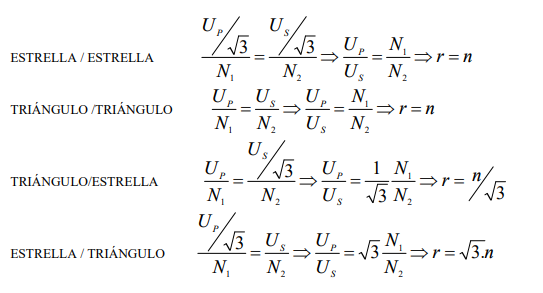 ESTRELLA / ESTRELLA (U_P/√3)/N_1 = (U_S/√3)/N_2 ⇒ U_P/U_S = N_1/N_2 ⇒ r = n
TRIÁNGULO /TRIÁNGULO U_P/N_1 = U_S/N_2 ⇒ U_P/U_S = N_1/N_2 ⇒ r = n
TRIÁNGULO/ESTRELLA U_P/N_1 = (U_S/√3)/N_2 ⇒ U_P/U_S = 1/√3 N_1/N_2 ⇒ r = n/√3
ESTRELLA / TRIÁNGULO (U_P/√3)/N_1 = U_S/N_2 ⇒ U_P/U_S = √3 N_1/N_2 ⇒ r = √3.n